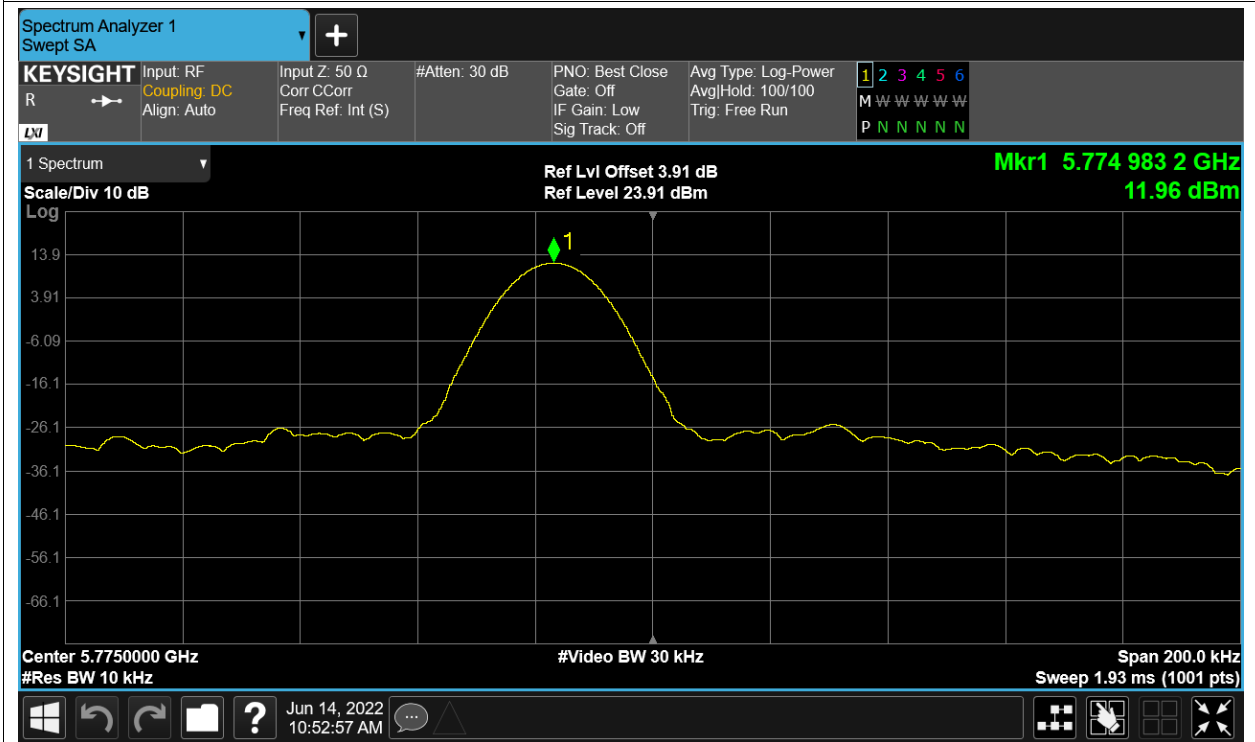 Spectrum Analyzer 1
Swept SA
KEYSIGHT
R
LXI
Input: RF
Coupling: DC
Align: Auto
Input Z: 50 Ω
Corr CCorr
Freq Ref: Int (S)
#Atten: 30 dB
PNO: Best Close
Gate: Off
IF Gain: Low
Sig Track: Off
Avg Type: Log-Power
Avg|Hold: 100/100
Trig: Free Run
1 2 3 4 5 6
M W W W W W
P N N N N N
1 Spectrum
Scale/Div 10 dB
Log
Ref Lvl Offset 3.91 dB
Ref Level 23.91 dBm
Mkr1 5.774 983 2 GHz
11.96 dBm
1
13.9
3.91
-6.09
-16.1
-26.1
-36.1
-46.1
-56.1
-66.1
Center 5.7750000 GHz
#Res BW 10 kHz
#Video BW 30 kHz
Span 200.0 kHz
Sweep 1.93 ms (1001 pts)
?
Jun 14, 2022
10:52:57 AM